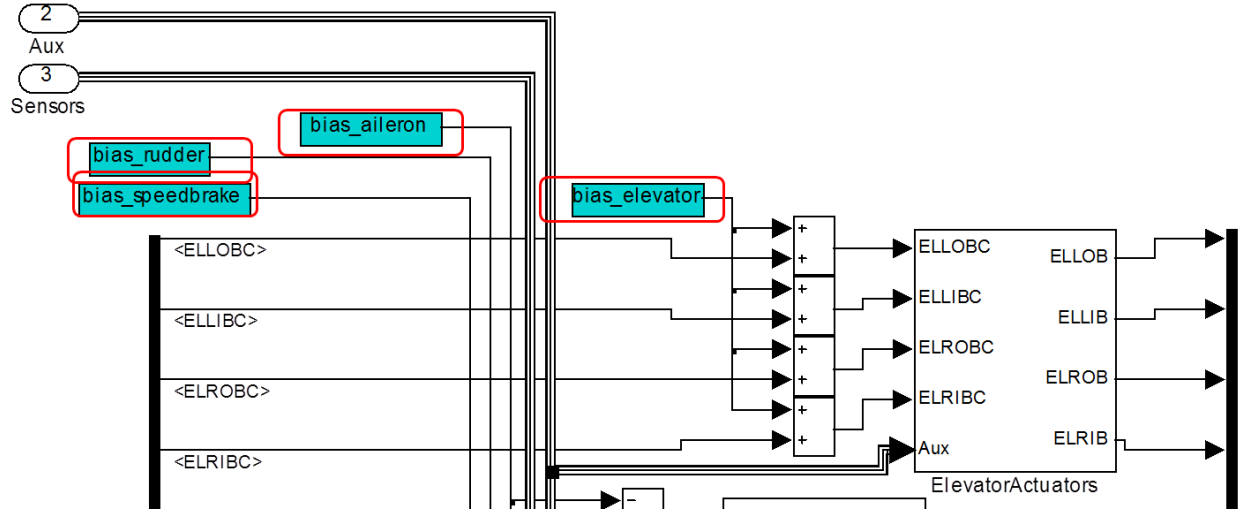 2
Aux
3
Sensors
bias_aileron
bias_rudder
bias_speedbrake
bias_elevator
<ELLOBC>
<ELLIBC>
<ELROBC>
<ELRIBC>
+
+
+
+
+
+
+
+
ELLOBC
ELLIBC
ELROBC
ELRIBC
Aux
ELLOB
ELLIB
ELROB
ELRIB
ElevatorActuators
−